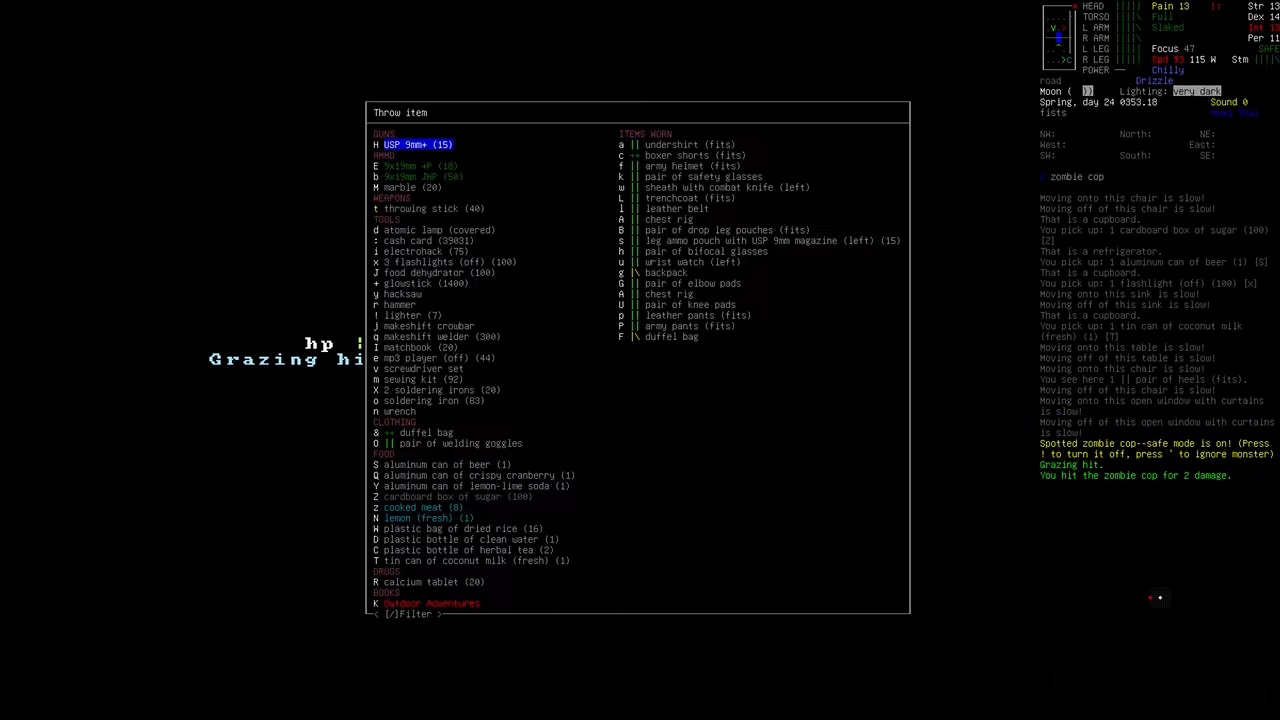 Throw item
GUNS
H USP 9mm+ (15)
AMMO
E 9x19mm +P (18)
b 9x19mm JHP (50)
M marble (20)
WEAPONS
t throwing stick (40)
TOOLS
d atomic lamp (covered)
: cash card (39031)
i electrohack (75)
x 3 flashlights (off) (100)
J food dehydrator (100)
+ glowstick (1400)
y hacksaw
r hammer
! lighter (7)
j makeshift crowbar
q makeshift welder (300)
I matchbook (20)
e mp3 player (off) (44)
v screwdriver set
m sewing kit (92)
X 2 soldering irons (20)
o soldering iron (83)
n wrench
CLOTHING
& ++ duffel bag
O || pair of welding goggles
FOOD
S aluminum can of beer (1)
Q aluminum can of crispy cranberry (1)
Y aluminum can of lemon-lime soda (1)
Z cardboard box of sugar (100)
z cooked meat (8)
N lemon (fresh) (1)
W plastic bag of dried rice (16)
D plastic bottle of clean water (1)
C plastic bottle of herbal tea (2)
T tin can of coconut milk (fresh) (1)
DRUGS
R calcium tablet (20)
BOOKS
K Outdoor Adventures
< [/]Filter >
ITEMS WORN
a || undershirt (fits)
c ++ boxer shorts (fits)
f || army helmet (fits)
k || pair of safety glasses
w || sheath with combat knife (left)
L || trenchcoat (fits)
l || leather belt
A || chest rig
B || pair of drop leg pouches (fits)
s || leg ammo pouch with USP 9mm magazine (left) (15)
h || pair of bifocal glasses
u || wrist watch (left)
g |\ backpack
G || pair of elbow pads
A || chest rig
U || pair of knee pads
p || leather pants (fits)
P || army pants (fits)
F |\ duffel bag
hp
Grazing hi
HEAD ||||| Pain 13 Str 13
TORSO ||||\ Full Dex 14
L ARM ||||\ Slaked Int 13
R ARM ||||\ Per 11
L LEG ||||\ Focus 47 SAFE
R LEG ||||| Spd 93 115 W Stm ||||\
POWER -- Chilly
road Drizzle
Moon ( )) Lighting: very dark
Spring, day 24 0353.18 Sound 0
fists
NW: North: NE:
West: East:
SW: South: SE:
Z zombie cop
Moving onto this chair is slow!
Moving off of this chair is slow!
That is a cupboard.
You pick up: 1 cardboard box of sugar (100)
[Z]
That is a refrigerator.
You pick up: 1 aluminum can of beer (1) [S]
That is a cupboard.
You pick up: 1 flashlight (off) (100) [x]
Moving onto this sink is slow!
Moving off of this sink is slow!
That is a cupboard.
You pick up: 1 tin can of coconut milk
(fresh) (1) [T]
Moving onto this table is slow!
Moving off of this table is slow!
Moving onto this chair is slow!
You see here 1 || pair of heels (fits).
Moving off of this chair is slow!
Moving onto this open window with curtains
is slow!
Moving off of this open window with curtains
is slow!
Spotted zombie cop--safe mode is on! (Press
! to turn it off, press ' to ignore monster)
Grazing hit.
You hit the zombie cop for 2 damage.